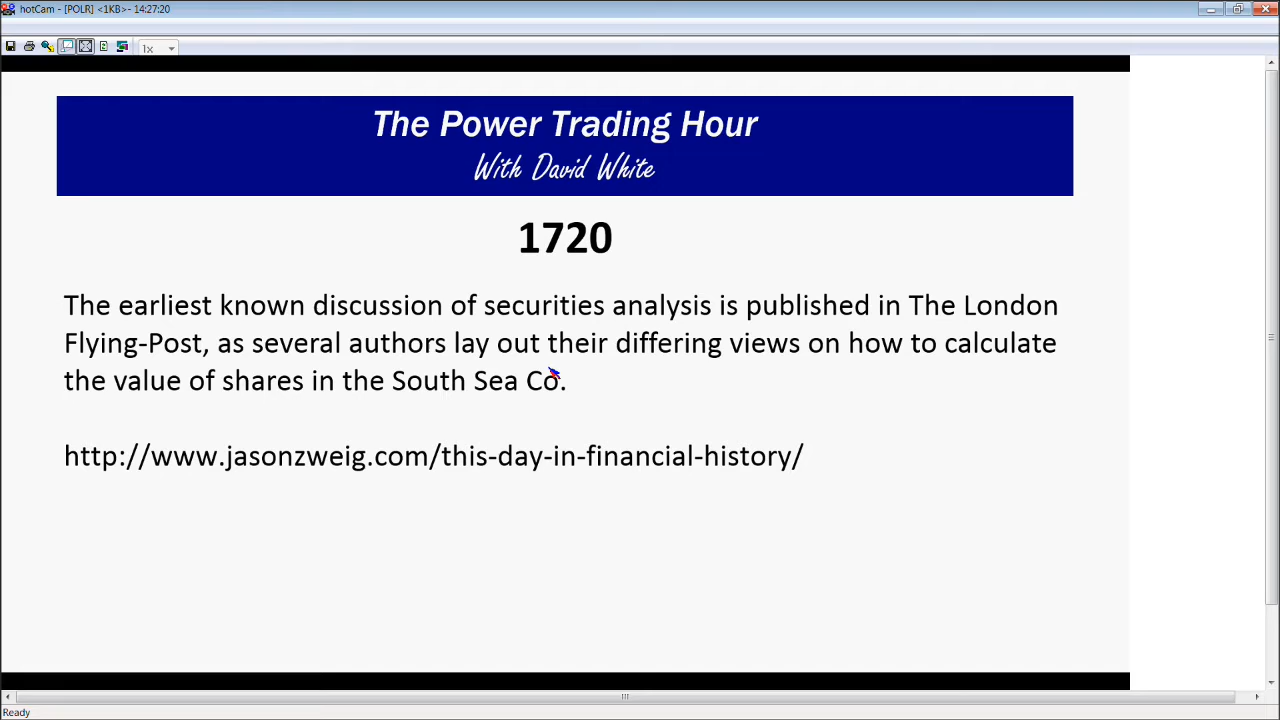 hotCam - [POLR] <1KB>- 14:27:20
1x
The Power Trading Hour
With David White
1720
The earliest known discussion of securities analysis is published in The London
Flying-Post, as several authors lay out their differing views on how to calculate
the value of shares in the South Sea Co.
http://www.jasonzweig.com/this-day-in-financial-history/
Ready